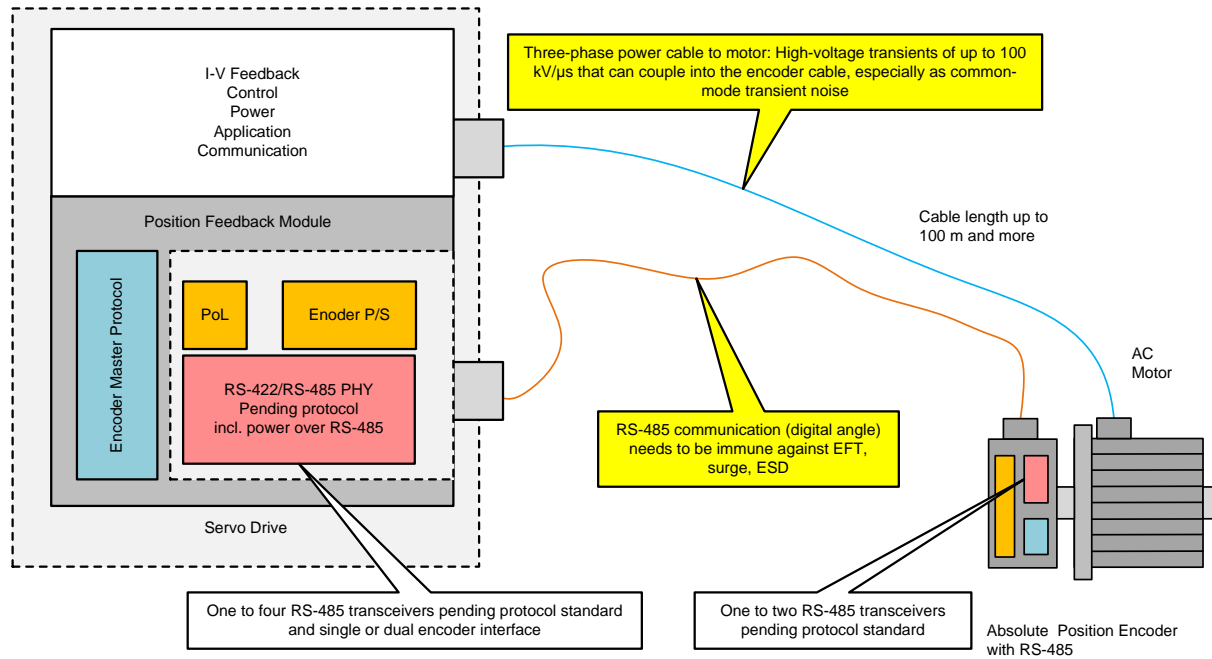 Three-phase power cable to motor: High-voltage transients of up to 100
kV/µs that can couple into the encoder cable, especially as common-
mode transient noise
I-V Feedback
Control
Power
Application
Communication
Position Feedback Module
Cable length up to
100 m and more
Encoder Master Protocol
PoL
Enoder P/S
RS-422/RS-485 PHY
Pending protocol
incl. power over RS-485
AC
Motor
RS-485 communication (digital angle)
needs to be immune against EFT,
surge, ESD
Servo Drive
One to four RS-485 transceivers pending protocol standard
and single or dual encoder interface
One to two RS-485 transceivers
pending protocol standard
Absolute Position Encoder
with RS-485